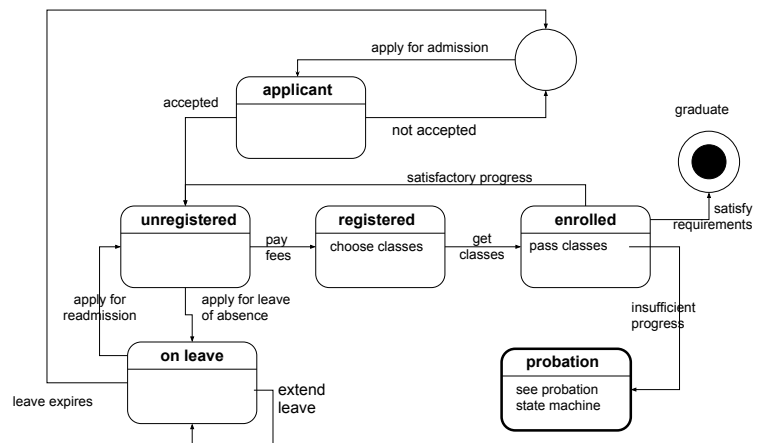 apply for admission
applicant
accepted
not accepted
graduate
satisfactory progress
unregistered
registered
choose classes
enrolled
pass classes
pay
fees
get
classes
satisfy
requirements
apply for
readmission
apply for leave
of absence
insufficient
progress
on leave
extend
leave
leave expires
probation
see probation
state machine